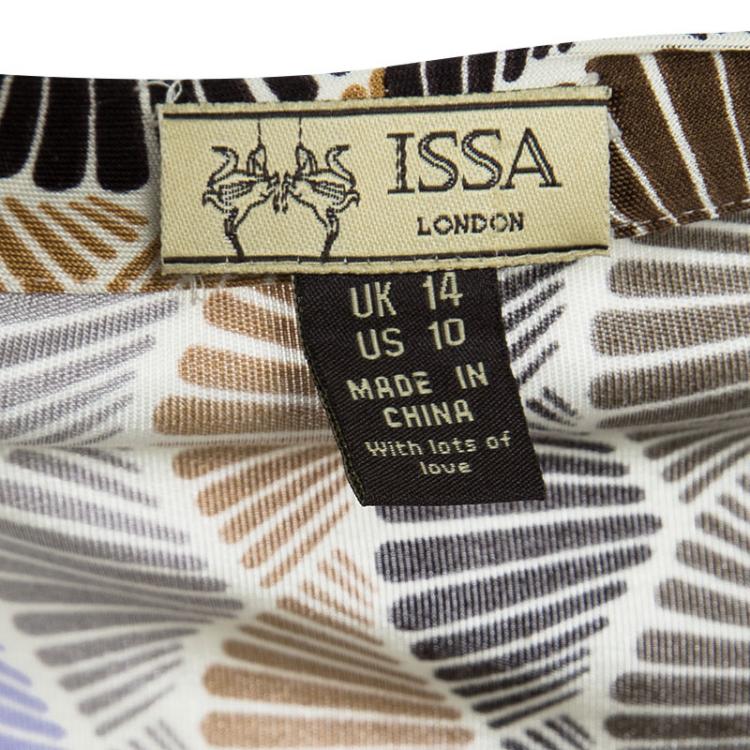 ISSA
LONDON
UK 14
US 10
MADE IN
CHINA
With lots of
love